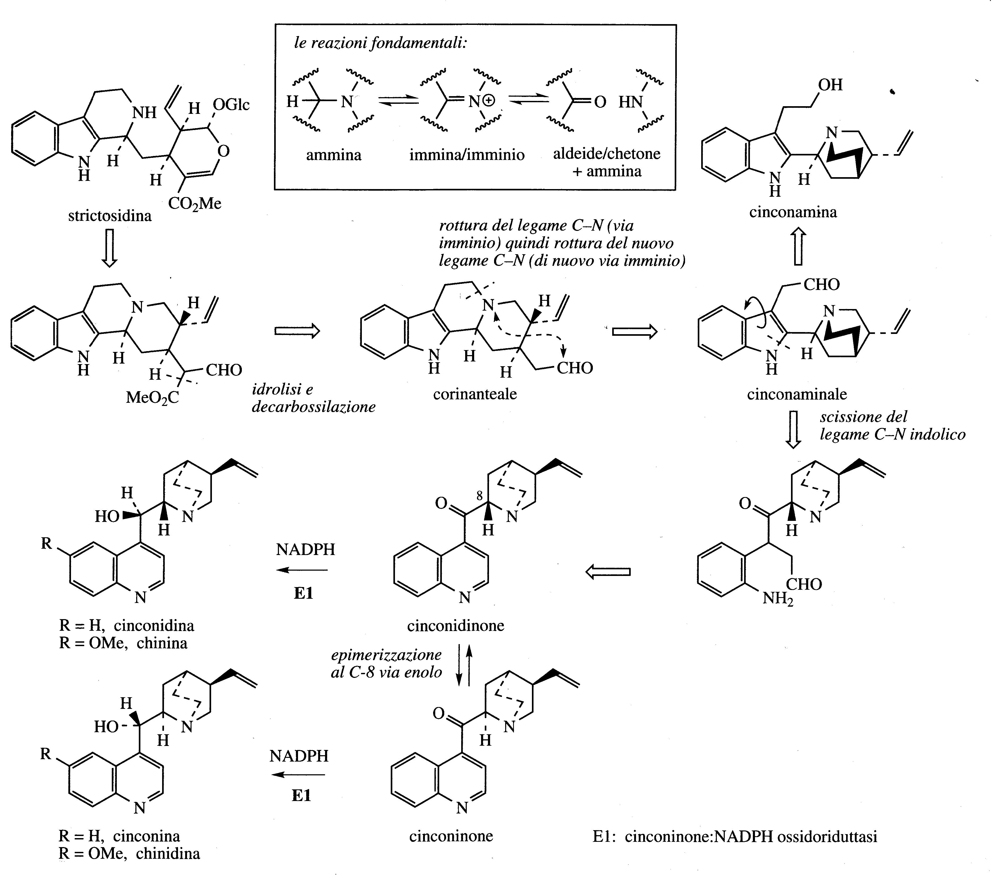 le reazioni fondamentali:
H N
N⊕
O HN
ammina
immina/imminio
aldeide/chetone
+ ammina
NH
H
OGlc
O
N
H
H
H
CO2Me
strictosidina
OH
N
N
H
H
cinconamina
rottura del legame C–N (via
imminio) quindi rottura del nuovo
legame C–N (di nuovo via imminio)
N
H
N
H
H
H
CHO
MeO2C
idrolisi e
decarbossilazione
N
H
N
H
H
H
CHO
corinanteale
CHO
N
N
H
H
cinconaminale
scissione del
legame C–N indolico
H
HO
H
N
R
N
R = H, cinconidina
R = OMe, chinina
NADPH
E1
O
8
H
N
N
cinconidinone
O
H
N
CHO
NH2
epimerizzazione
al C-8 via enolo
H
HO
H
N
R
N
R = H, cinconina
R = OMe, chinidina
NADPH
E1
O
H
N
N
cinconinone
E1: cinconinone:NADPH ossidoriduttasi